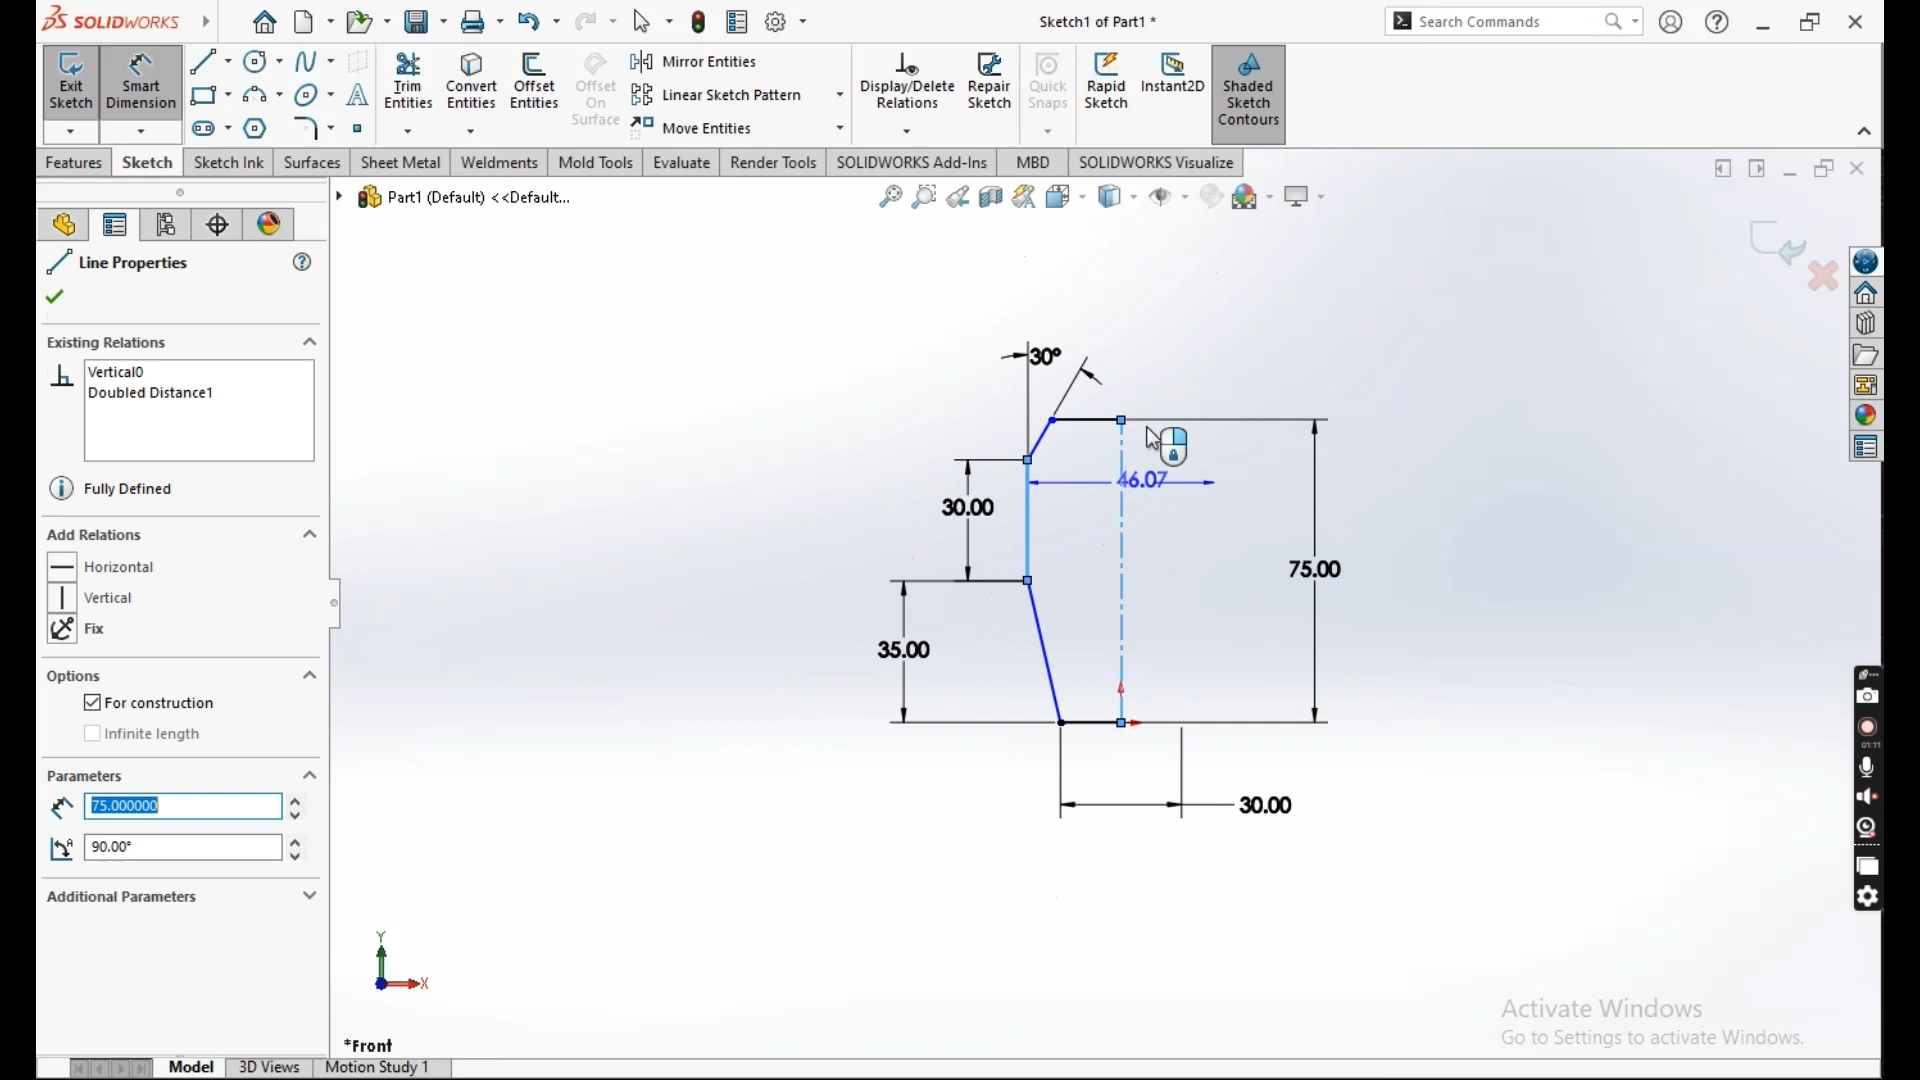 SOLIDWORKS
Sketch1 of Part1 *
Search Commands
Exit Sketch
Smart Dimension
Trim Entities
Convert Entities
Offset Entities
Offset On Surface
Mirror Entities
Linear Sketch Pattern
Move Entities
Display/Delete Relations
Repair Sketch
Quick Snaps
Rapid Sketch
Instant2D
Shaded Sketch Contours
Features Sketch Sketch Ink Surfaces Sheet Metal Weldments Mold Tools Evaluate Render Tools SOLIDWORKS Add-Ins MBD SOLIDWORKS Visualize
Part1 (Default) <<Default...
Line Properties
Existing Relations
Vertical0
Doubled Distance1
Fully Defined
Add Relations
Horizontal
Vertical
Fix
Options
For construction
Infinite length
Parameters
75.000000
90.00°
Additional Parameters
30°
46.07
30.00
75.00
35.00
30.00
01:11
Y
X
*Front
Activate Windows
Go to Settings to activate Windows.
Model 3D Views Motion Study 1